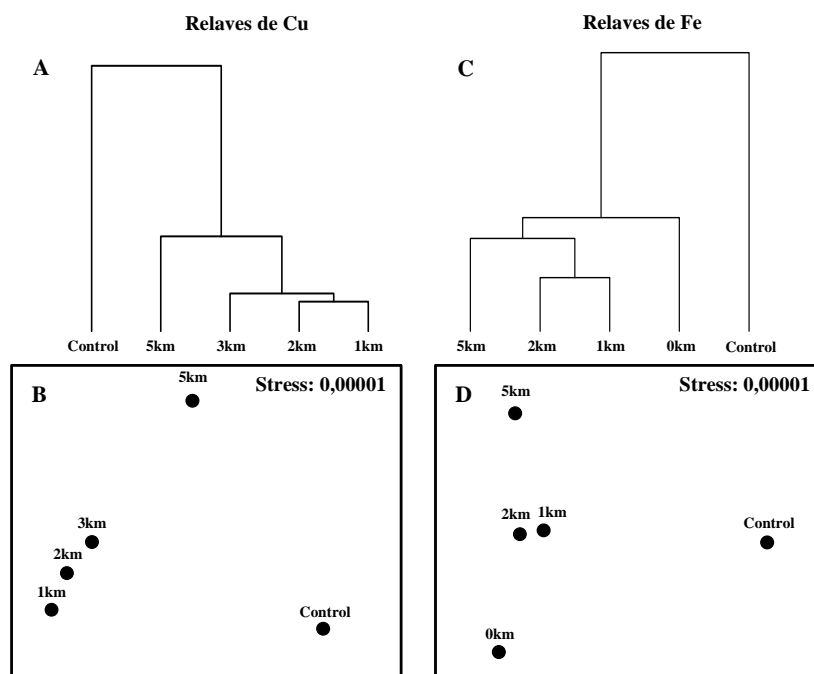 Relaves de Cu
Relaves de Fe
A
C
Control 5km 3km 2km 1km
5km 2km 1km 0km Control
B
5km
Stress: 0,00001
3km
2km
1km
Control
D
5km
Stress: 0,00001
2km
1km
Control
0km